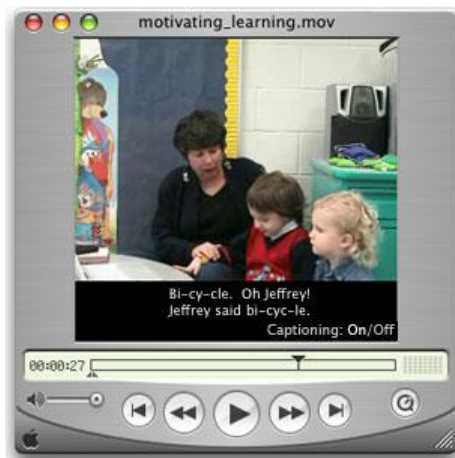 motivating_learning.mov
Bi-cy-cle.  Oh Jeffrey!
Jeffrey said bi-cyc-le.
Captioning: On/Off
00:00:27